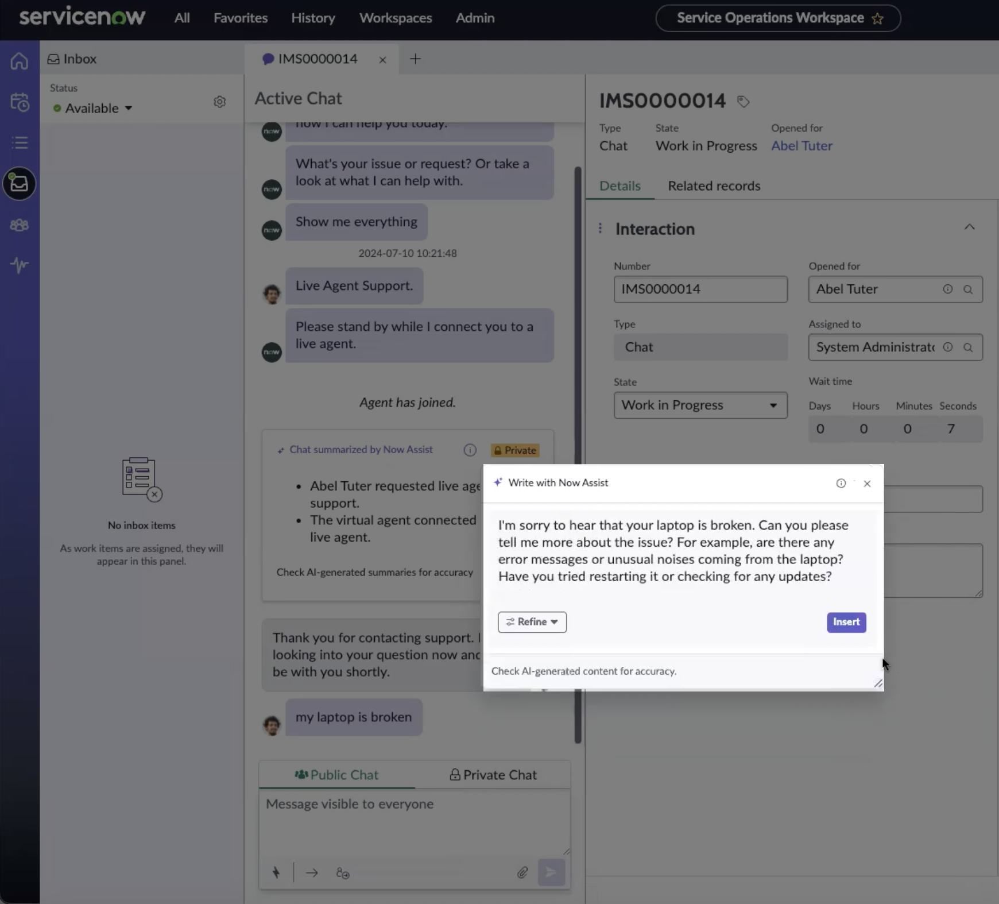 servicenow
All
Favorites
History
Workspaces
Admin
Service Operations Workspace
Inbox
IMS0000014
Status
Available
No inbox items
As work items are assigned, they will
appear in this panel.
Active Chat
how I can help you today.
now
What's your issue or request? Or take a
look at what I can help with.
now
Show me everything
now
2024-07-10 10:21:48
Live Agent Support.
Please stand by while I connect you to a
live agent.
now
Agent has joined.
Chat summarized by Now Assist
Private
• Abel Tuter requested live age
support.
• The virtual agent connected
live agent.
Check AI-generated summaries for accuracy
Thank you for contacting support.
looking into your question now and
be with you shortly.
my laptop is broken
Public Chat
Private Chat
Message visible to everyone
IMS0000014
Type
State
Opened for
Chat
Work in Progress
Abel Tuter
Details
Related records
Interaction
Number
Opened for
IMS0000014
Abel Tuter
Type
Assigned to
Chat
System Administrato
State
Wait time
Work in Progress
Days
Hours
Minutes
Seconds
0
0
0
7
Write with Now Assist
I'm sorry to hear that your laptop is broken. Can you please
tell me more about the issue? For example, are there any
error messages or unusual noises coming from the laptop?
Have you tried restarting it or checking for any updates?
Refine
Insert
Check AI-generated content for accuracy.